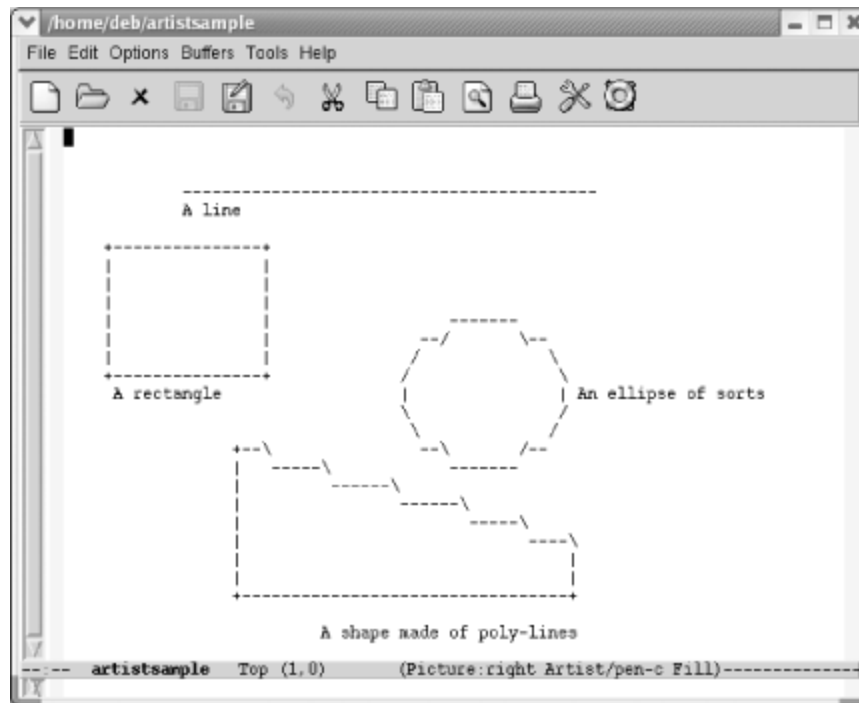 /home/deb/artistsample
File Edit Options Buffers Tools Help
A line
A rectangle
An ellipse of sorts
A shape made of poly-lines
--:-- artistsample Top (1,0) (Picture:right Artist/pen-c Fill)--------------